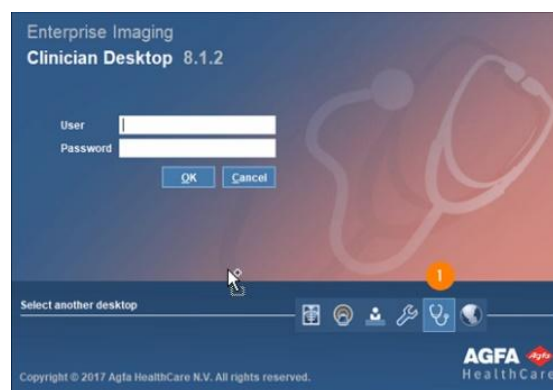 Enterprise Imaging
Clinician Desktop 8.1.2
User
Password
OK Cancel
1
Select another desktop
AGFA Agfa
HealthCare
Copyright © 2017 Agfa HealthCare N.V. All rights reserved.